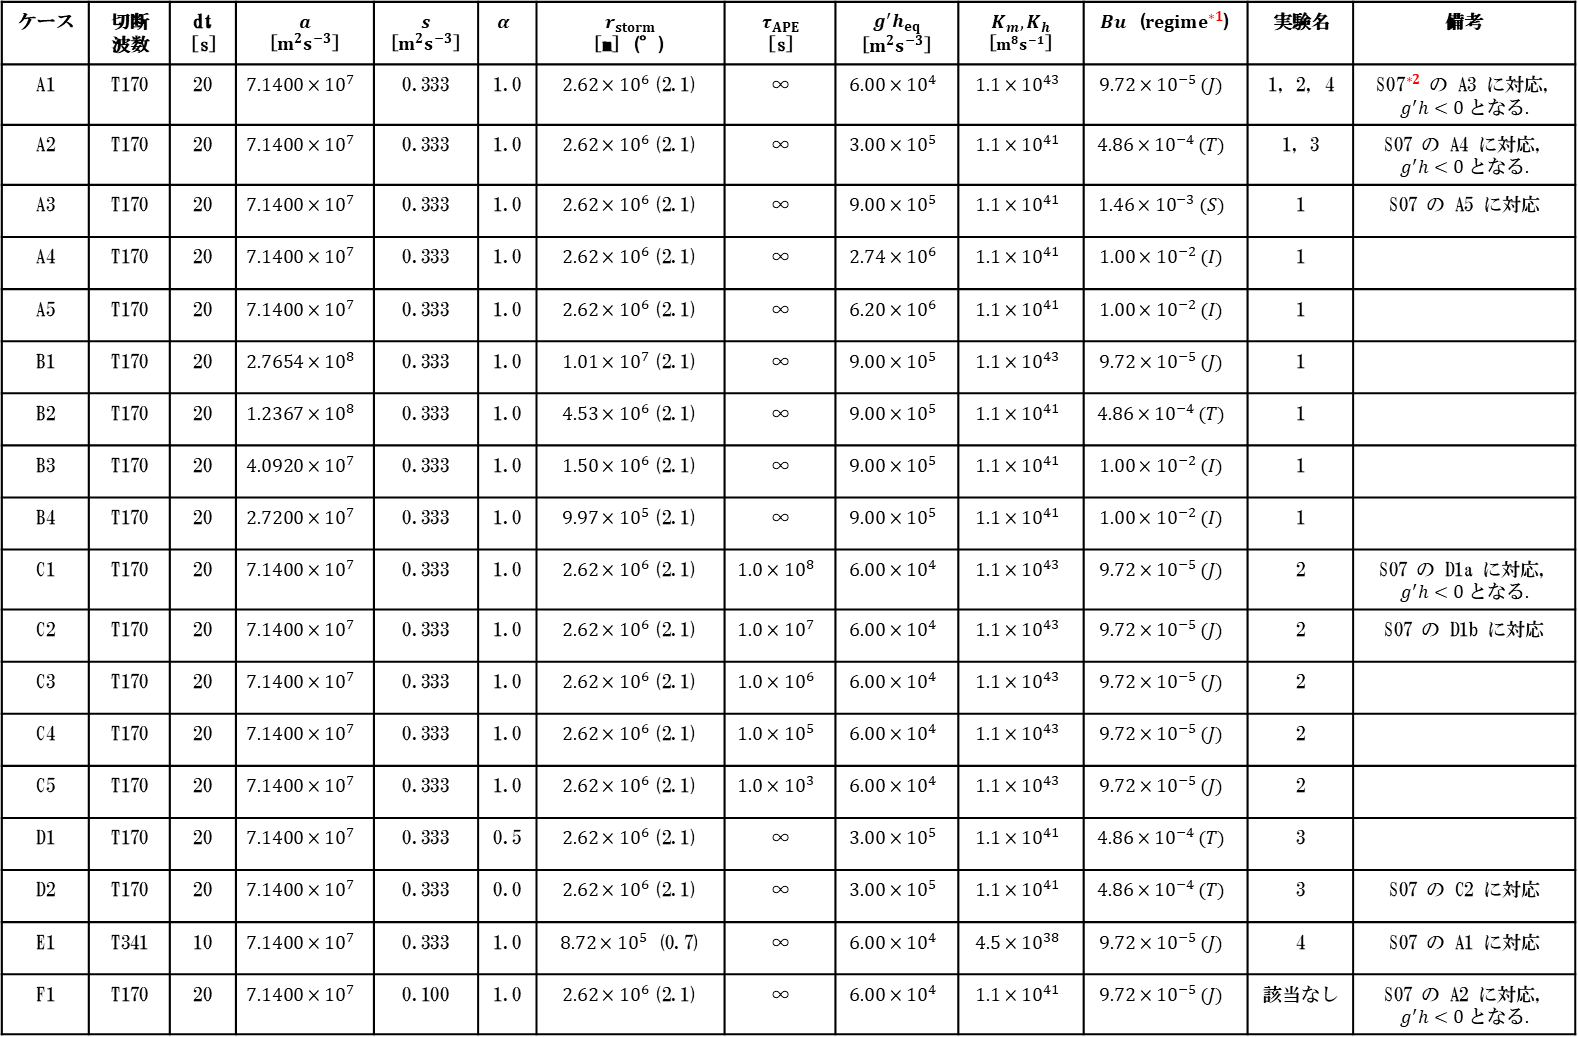 ケース 切断波数 dt [s] a [m²s⁻³] s [m²s⁻³] α r_storm [■] (° ) τ_APE [s] g′h_eq [m²s⁻³] K_m, K_h [m⁸s⁻¹] Bu (regime*1) 実験名 備考
A1 T170 20 7.1400 × 10⁷ 0.333 1.0 2.62 × 10⁶ (2.1) ∞ 6.00 × 10⁴ 1.1 × 10⁴³ 9.72 × 10⁻⁵ (J) 1, 2, 4 S07*2 の A3 に対応,
g′h < 0 となる.
A2 T170 20 7.1400 × 10⁷ 0.333 1.0 2.62 × 10⁶ (2.1) ∞ 3.00 × 10⁵ 1.1 × 10⁴¹ 4.86 × 10⁻⁴ (T) 1, 3 S07 の A4 に対応,
g′h < 0 となる.
A3 T170 20 7.1400 × 10⁷ 0.333 1.0 2.62 × 10⁶ (2.1) ∞ 9.00 × 10⁵ 1.1 × 10⁴¹ 1.46 × 10⁻³ (S) 1 S07 の A5 に対応
A4 T170 20 7.1400 × 10⁷ 0.333 1.0 2.62 × 10⁶ (2.1) ∞ 2.74 × 10⁶ 1.1 × 10⁴¹ 1.00 × 10⁻² (I) 1
A5 T170 20 7.1400 × 10⁷ 0.333 1.0 2.62 × 10⁶ (2.1) ∞ 6.20 × 10⁶ 1.1 × 10⁴¹ 1.00 × 10⁻² (I) 1
B1 T170 20 2.7654 × 10⁸ 0.333 1.0 1.01 × 10⁷ (2.1) ∞ 9.00 × 10⁵ 1.1 × 10⁴³ 9.72 × 10⁻⁵ (J) 1
B2 T170 20 1.2367 × 10⁸ 0.333 1.0 4.53 × 10⁶ (2.1) ∞ 9.00 × 10⁵ 1.1 × 10⁴¹ 4.86 × 10⁻⁴ (T) 1
B3 T170 20 4.0920 × 10⁷ 0.333 1.0 1.50 × 10⁶ (2.1) ∞ 9.00 × 10⁵ 1.1 × 10⁴¹ 1.00 × 10⁻² (I) 1
B4 T170 20 2.7200 × 10⁷ 0.333 1.0 9.97 × 10⁵ (2.1) ∞ 9.00 × 10⁵ 1.1 × 10⁴¹ 1.00 × 10⁻² (I) 1
C1 T170 20 7.1400 × 10⁷ 0.333 1.0 2.62 × 10⁶ (2.1) 1.0 × 10⁸ 6.00 × 10⁴ 1.1 × 10⁴³ 9.72 × 10⁻⁵ (J) 2 S07 の D1a に対応,
g′h < 0 となる.
C2 T170 20 7.1400 × 10⁷ 0.333 1.0 2.62 × 10⁶ (2.1) 1.0 × 10⁷ 6.00 × 10⁴ 1.1 × 10⁴³ 9.72 × 10⁻⁵ (J) 2 S07 の D1b に対応
C3 T170 20 7.1400 × 10⁷ 0.333 1.0 2.62 × 10⁶ (2.1) 1.0 × 10⁶ 6.00 × 10⁴ 1.1 × 10⁴³ 9.72 × 10⁻⁵ (J) 2
C4 T170 20 7.1400 × 10⁷ 0.333 1.0 2.62 × 10⁶ (2.1) 1.0 × 10⁵ 6.00 × 10⁴ 1.1 × 10⁴³ 9.72 × 10⁻⁵ (J) 2
C5 T170 20 7.1400 × 10⁷ 0.333 1.0 2.62 × 10⁶ (2.1) 1.0 × 10³ 6.00 × 10⁴ 1.1 × 10⁴³ 9.72 × 10⁻⁵ (J) 2
D1 T170 20 7.1400 × 10⁷ 0.333 0.5 2.62 × 10⁶ (2.1) ∞ 3.00 × 10⁵ 1.1 × 10⁴¹ 4.86 × 10⁻⁴ (T) 3
D2 T170 20 7.1400 × 10⁷ 0.333 0.0 2.62 × 10⁶ (2.1) ∞ 3.00 × 10⁵ 1.1 × 10⁴¹ 4.86 × 10⁻⁴ (T) 3 S07 の C2 に対応
E1 T341 10 7.1400 × 10⁷ 0.333 1.0 8.72 × 10⁵ (0.7) ∞ 6.00 × 10⁴ 4.5 × 10³⁸ 9.72 × 10⁻⁵ (J) 4 S07 の A1 に対応
F1 T170 20 7.1400 × 10⁷ 0.100 1.0 2.62 × 10⁶ (2.1) ∞ 6.00 × 10⁴ 1.1 × 10⁴¹ 9.72 × 10⁻⁵ (J) 該当なし S07 の A2 に対応,
g′h < 0 となる.